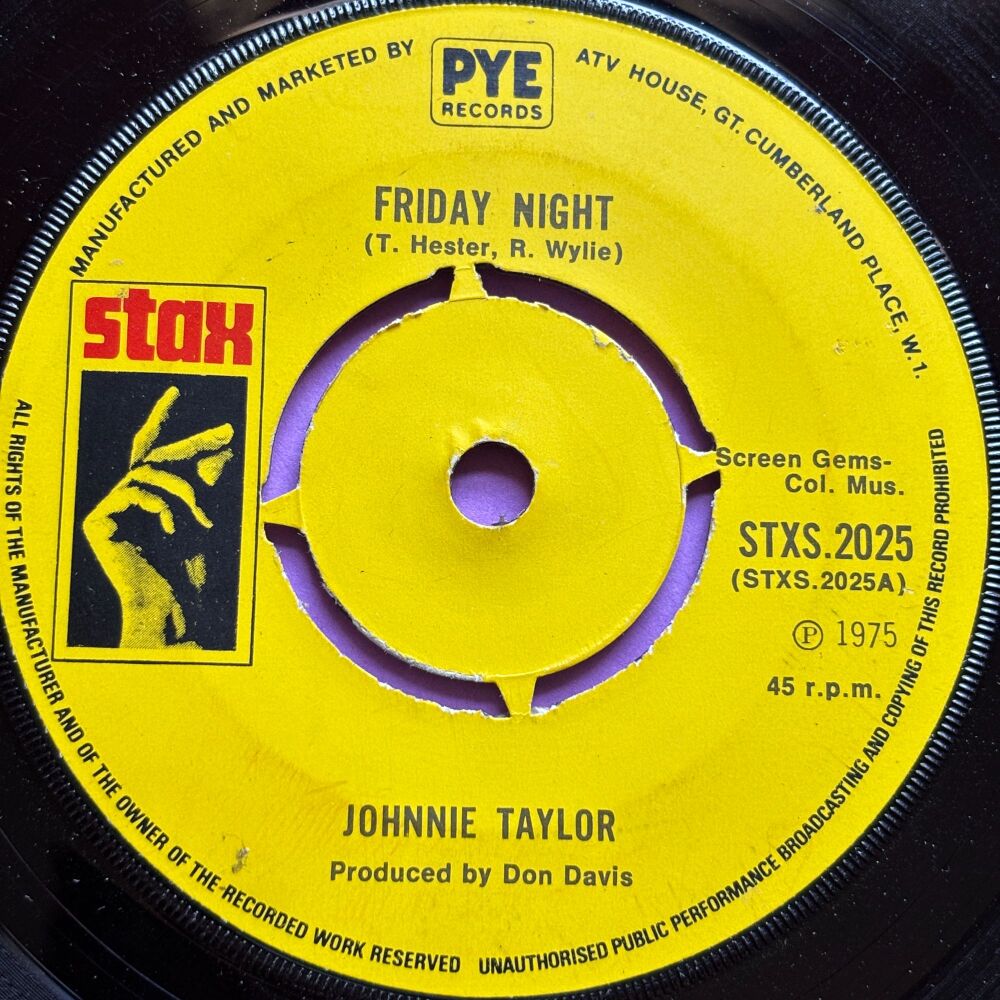 MANUFACTURED AND MARKETED BY
PYE
RECORDS
ATV HOUSE, GT. CUMBERLAND PLACE, W.1.
FRIDAY NIGHT
(T. Hester, R. Wylie)
stax
Screen Gems-
Col. Mus.
STXS.2025
(STXS.2025A)
Ⓟ 1975
45 r.p.m.
JOHNNIE TAYLOR
Produced by Don Davis
ALL RIGHTS OF THE MANUFACTURER AND OF THE OWNER OF THE RECORDED WORK RESERVED
UNAUTHORISED PUBLIC PERFORMANCE BROADCASTING AND COPYING OF THIS RECORD PROHIBITED